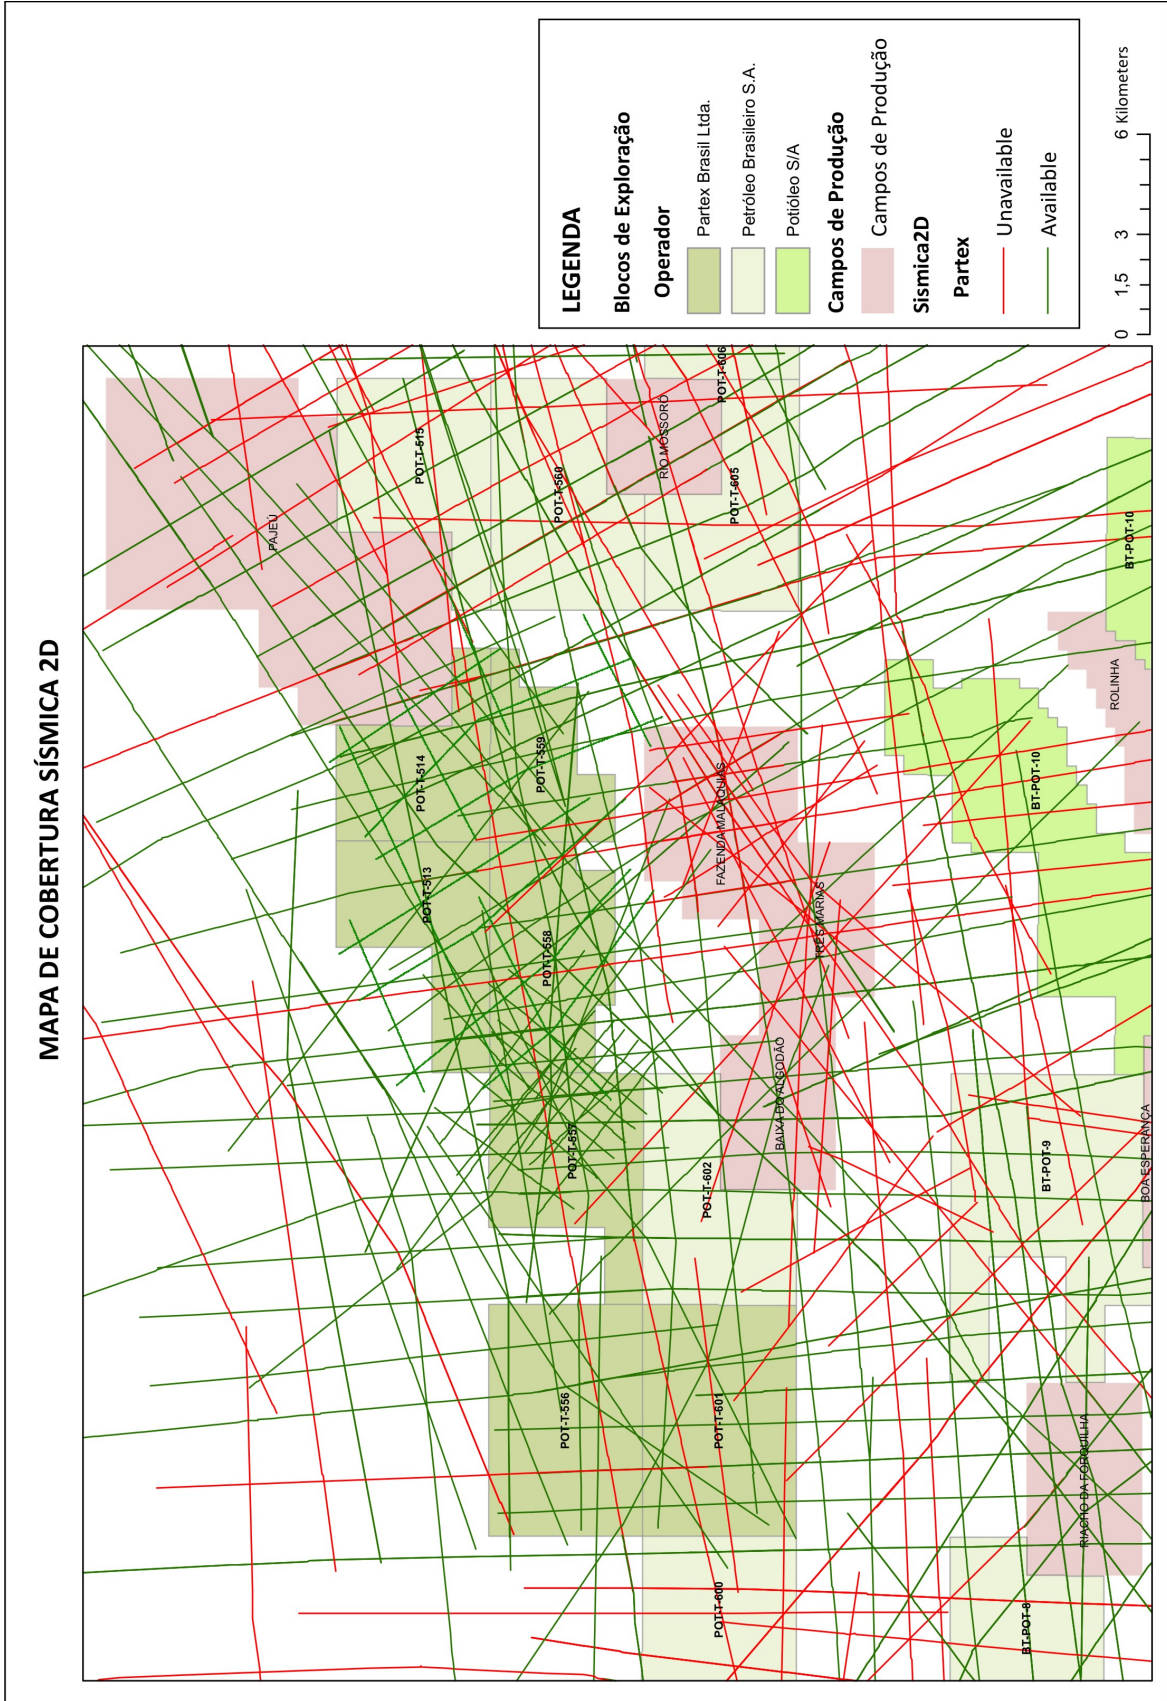 MAPA DE COBERTURA SÍSMICA 2D
PAJEÚ
POT-T-515
POT-T-514
POT-T-513
POT-T-560
POT-T-559
POT-T-558
POT-T-557
POT-T-556
RIO MOSSORÓ
POT-T-606
POT-T-605
FAZENDA MALAQUIAS
TRÊS MARIAS
BAIXA DO ALGODÃO
POT-T-602
POT-T-601
POT-T-600
BT-POT-10
ROLINHA
BT-POT-10
BT-POT-9
BOA ESPERANÇA
RIACHO DA FORQUILHA
BT-POT-8
LEGENDA
Blocos de Exploração
Operador
Partex Brasil Ltda.
Petróleo Brasileiro S.A.
Potióleo S/A
Campos de Produção
Campos de Produção
Sismica2D
Partex
Unavailable
Available
0 1,5 3 6 Kilometers